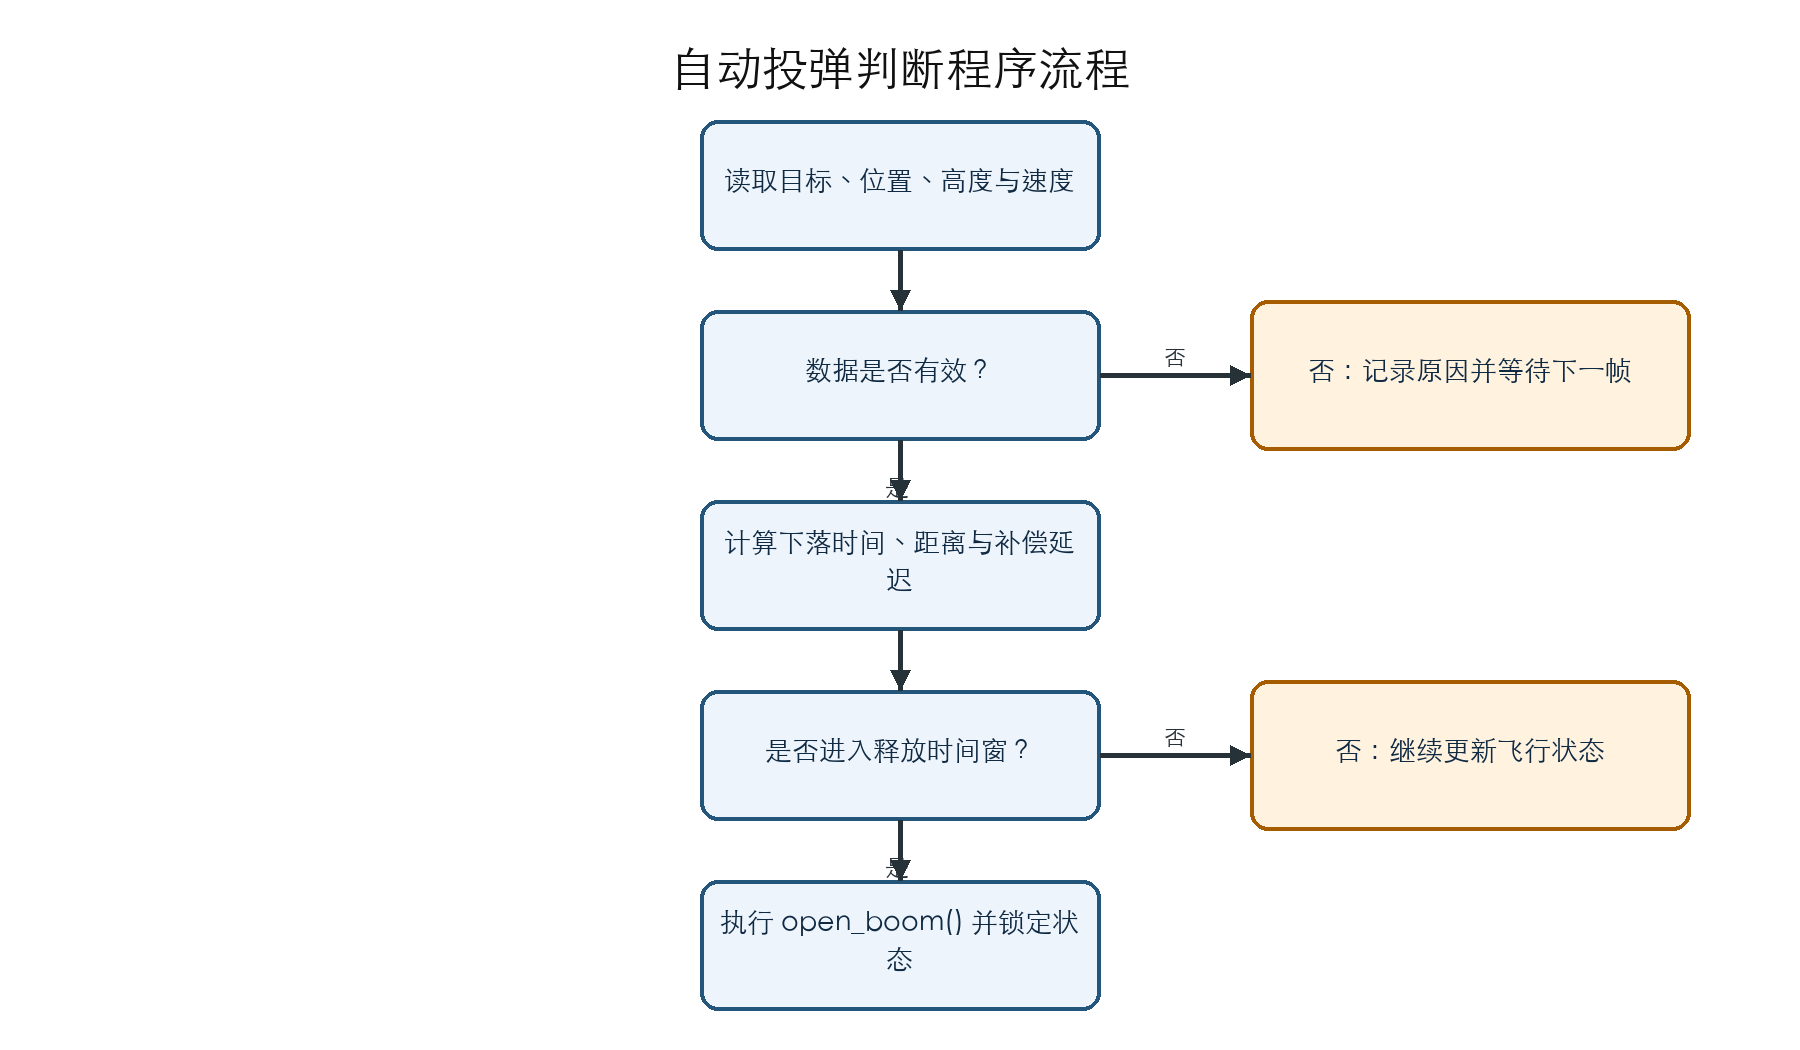 自动投弹判断程序流程
读取目标、位置、高度与速度
数据是否有效？
否
否：记录原因并等待下一帧
是
计算下落时间、距离与补偿延
迟
是否进入释放时间窗？
否
否：继续更新飞行状态
是
执行 open_boom() 并锁定状
态